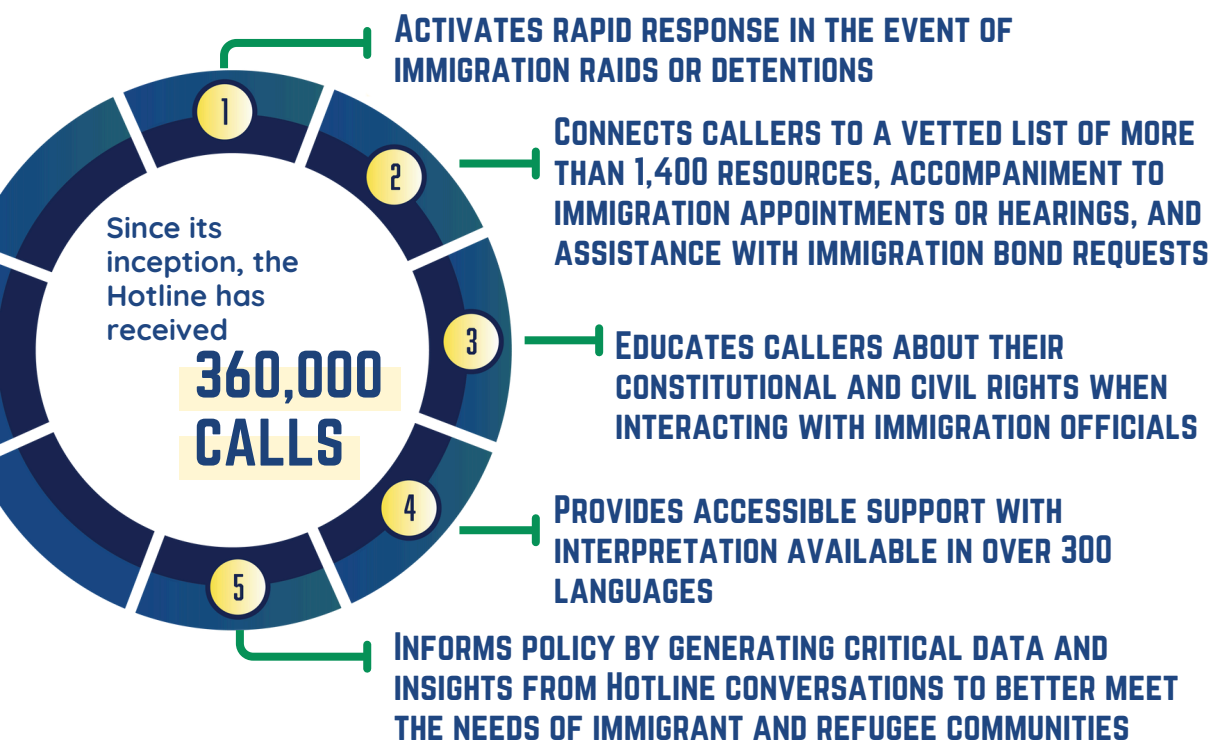 1
ACTIVATES RAPID RESPONSE IN THE EVENT OF
IMMIGRATION RAIDS OR DETENTIONS
2
CONNECTS CALLERS TO A VETTED LIST OF MORE
THAN 1,400 RESOURCES, ACCOMPANIMENT TO
IMMIGRATION APPOINTMENTS OR HEARINGS, AND
ASSISTANCE WITH IMMIGRATION BOND REQUESTS
Since its
inception, the
Hotline has
received
360,000
CALLS
3
EDUCATES CALLERS ABOUT THEIR
CONSTITUTIONAL AND CIVIL RIGHTS WHEN
INTERACTING WITH IMMIGRATION OFFICIALS
4
PROVIDES ACCESSIBLE SUPPORT WITH
INTERPRETATION AVAILABLE IN OVER 300
LANGUAGES
5
INFORMS POLICY BY GENERATING CRITICAL DATA AND
INSIGHTS FROM HOTLINE CONVERSATIONS TO BETTER MEET
THE NEEDS OF IMMIGRANT AND REFUGEE COMMUNITIES